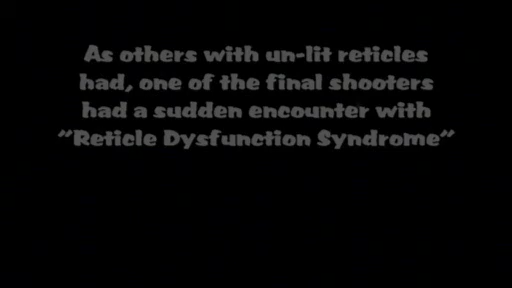 As others with un-lit reticles
had, one of the final shooters
had a sudden encounter with
"Reticle Dysfunction Syndrome"